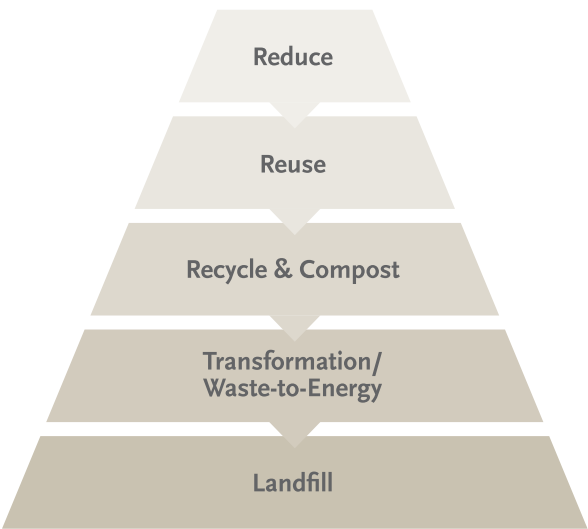 Reduce
Reuse
Recycle & Compost
Transformation/
Waste-to-Energy
Landfill